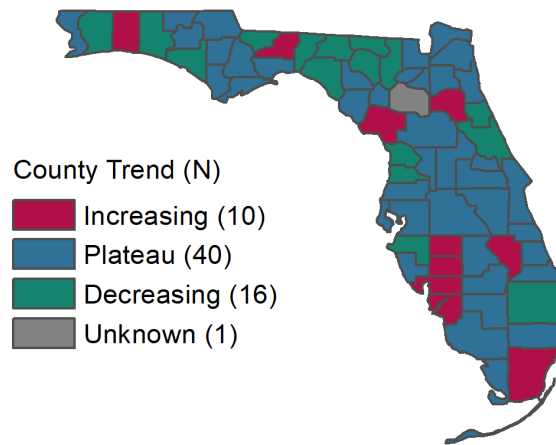 County Trend (N)
Increasing (10)
Plateau (40)
Decreasing (16)
Unknown (1)